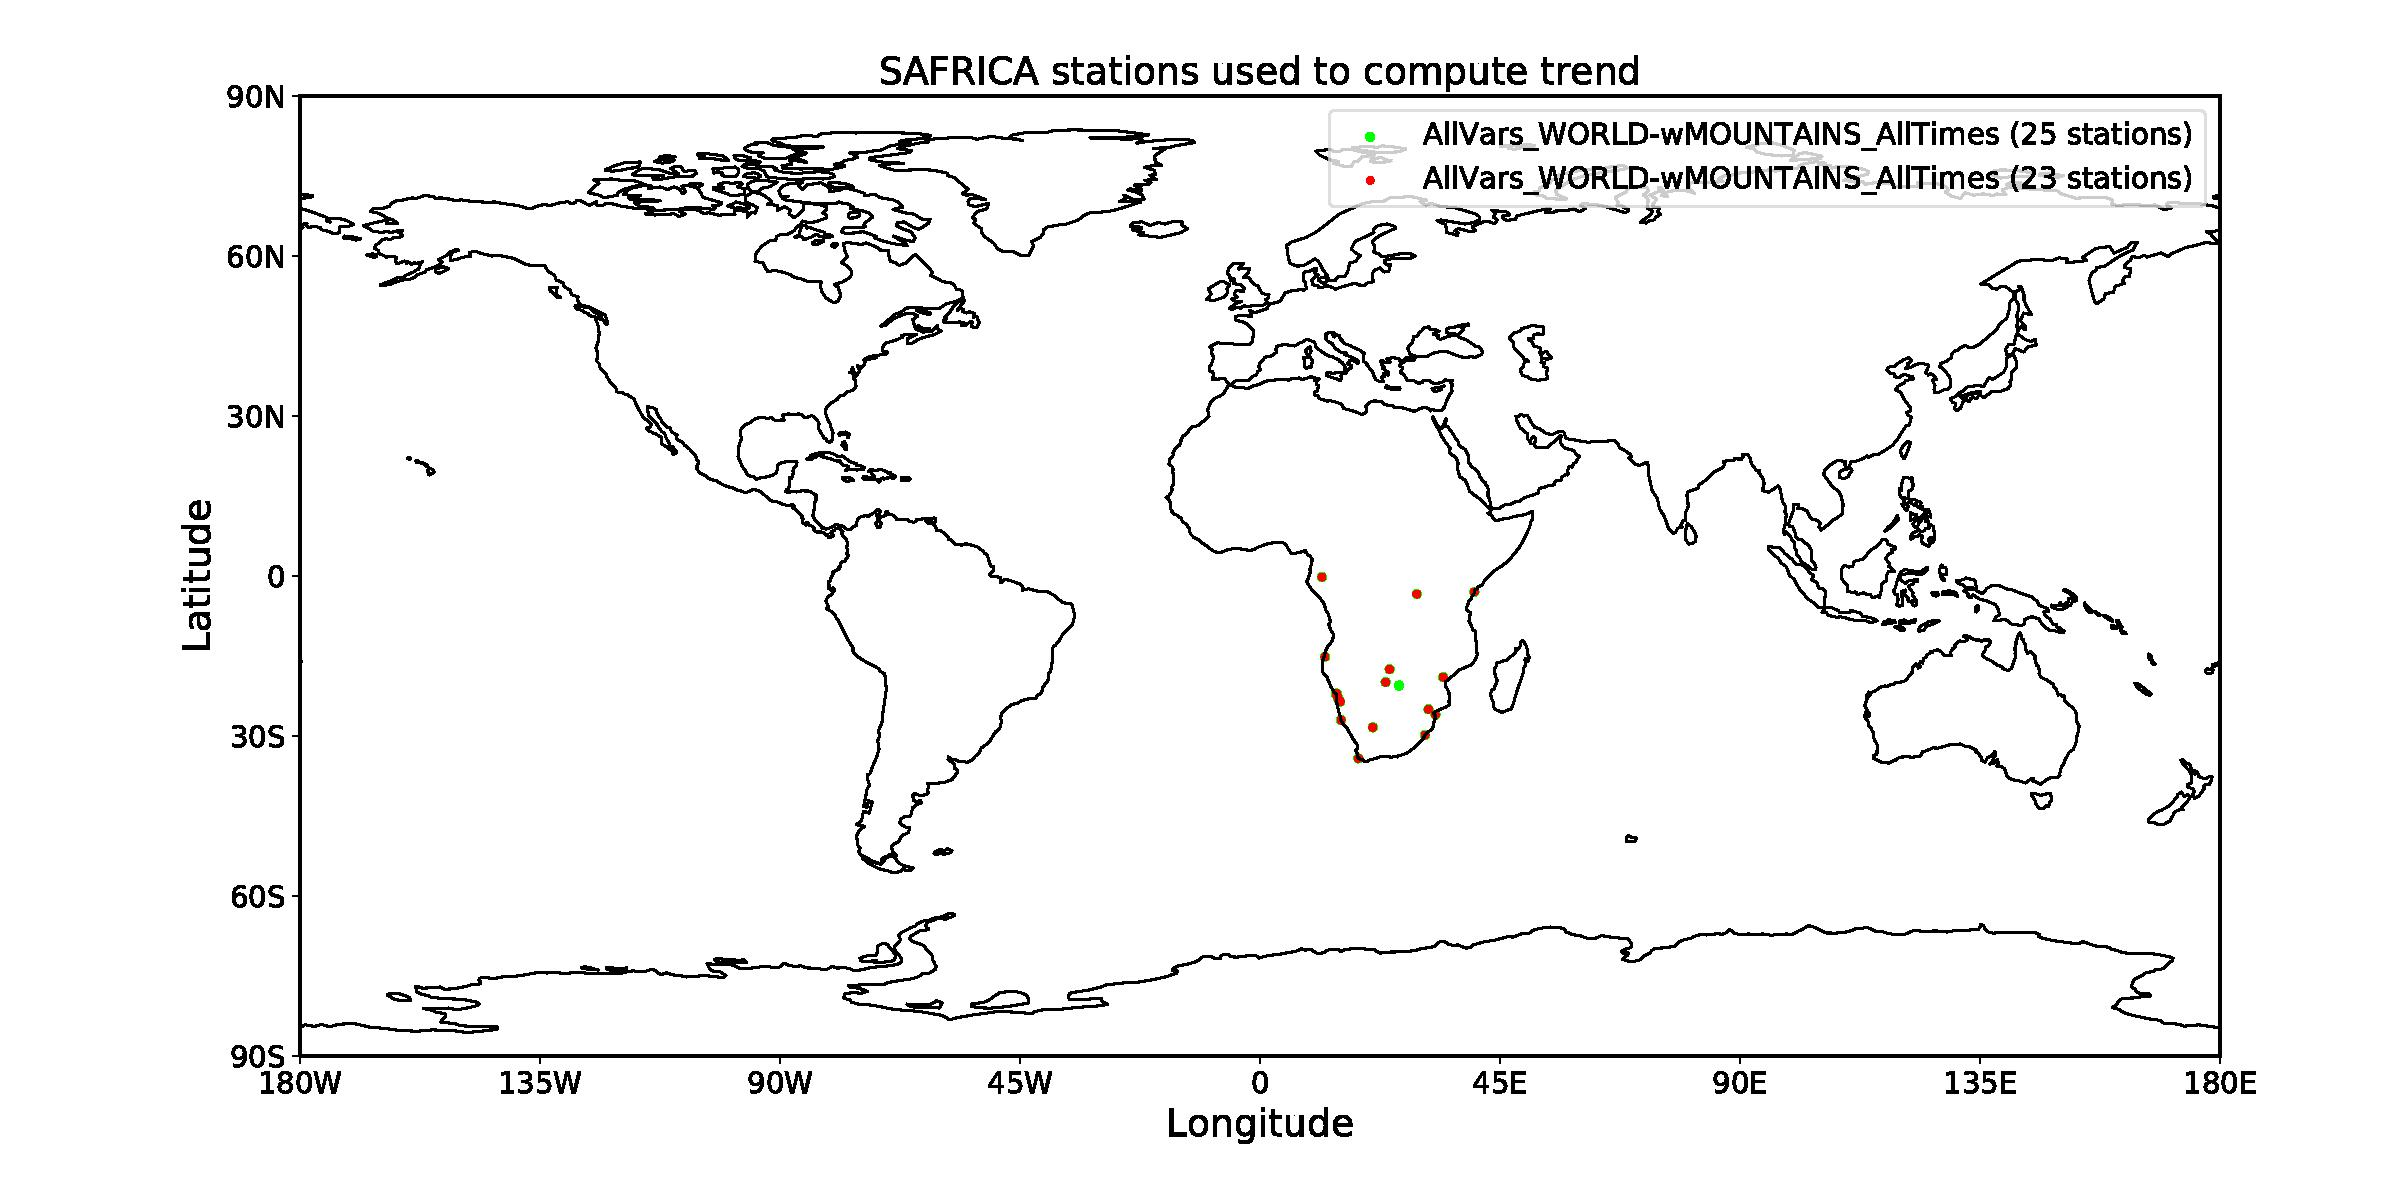 SAFRICA stations used to compute trend
AllVars_WORLD-wMOUNTAINS_AllTimes (25 stations)
AllVars_WORLD-wMOUNTAINS_AllTimes (23 stations)
90N
60N
30N
0
30S
60S
90S
Latitude
180W 135W 90W 45W 0 45E 90E 135E 180E
Longitude